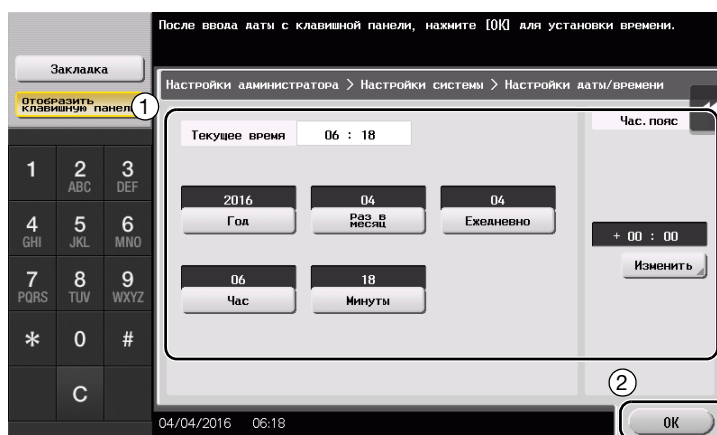 После ввода даты с клавишной панели, нажмите [OK] для установки времени.
Закладка
Отобразить
клавишную панель
1
Настройки администратора > Настройки системы > Настройки даты/времени
Текущее время 06 : 18
Час. пояс
2016 04 04
Год Раз в месяц Ежедневно
+ 00 : 00
Изменить
06 18
Час Минуты
1 2 ABC 3 DEF
4 GHI 5 JKL 6 MNO
7 PQRS 8 TUV 9 WXYZ
* 0 #
C
2
04/04/2016 06:18
OK